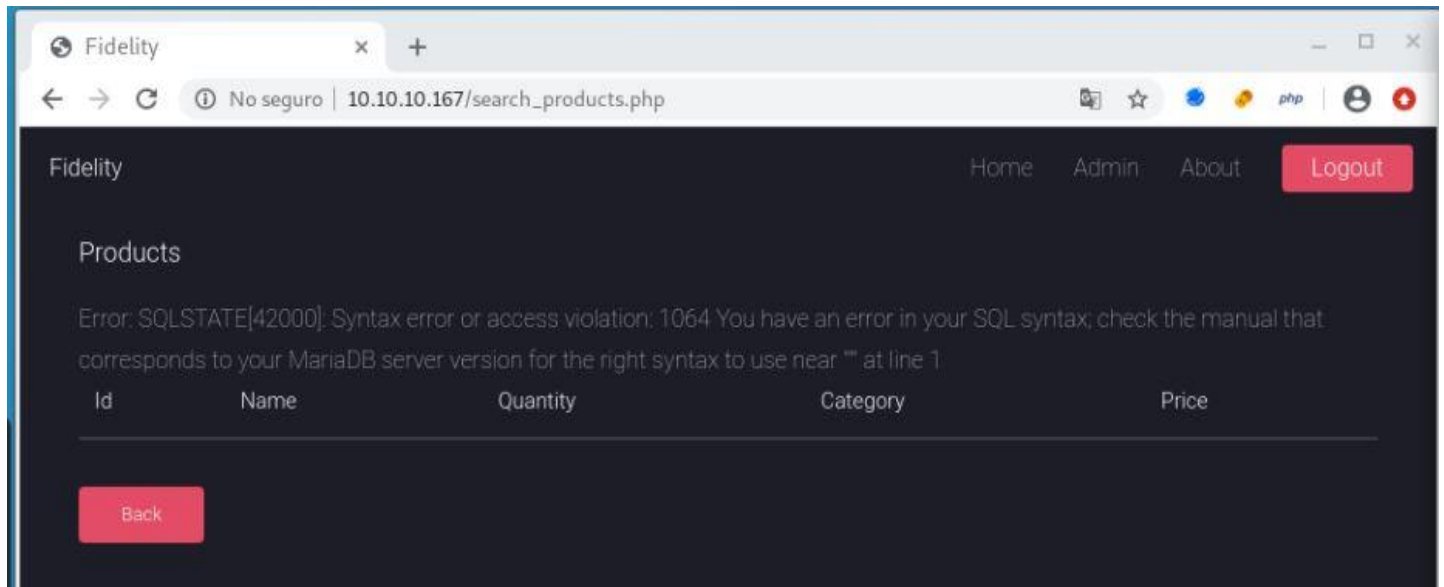 Fidelity
No seguro | 10.10.10.167/search_products.php
php
Fidelity Home Admin About Logout
Products
Error: SQLSTATE[42000]: Syntax error or access violation: 1064 You have an error in your SQL syntax; check the manual that
corresponds to your MariaDB server version for the right syntax to use near ''' at line 1
Id Name Quantity Category Price
Back